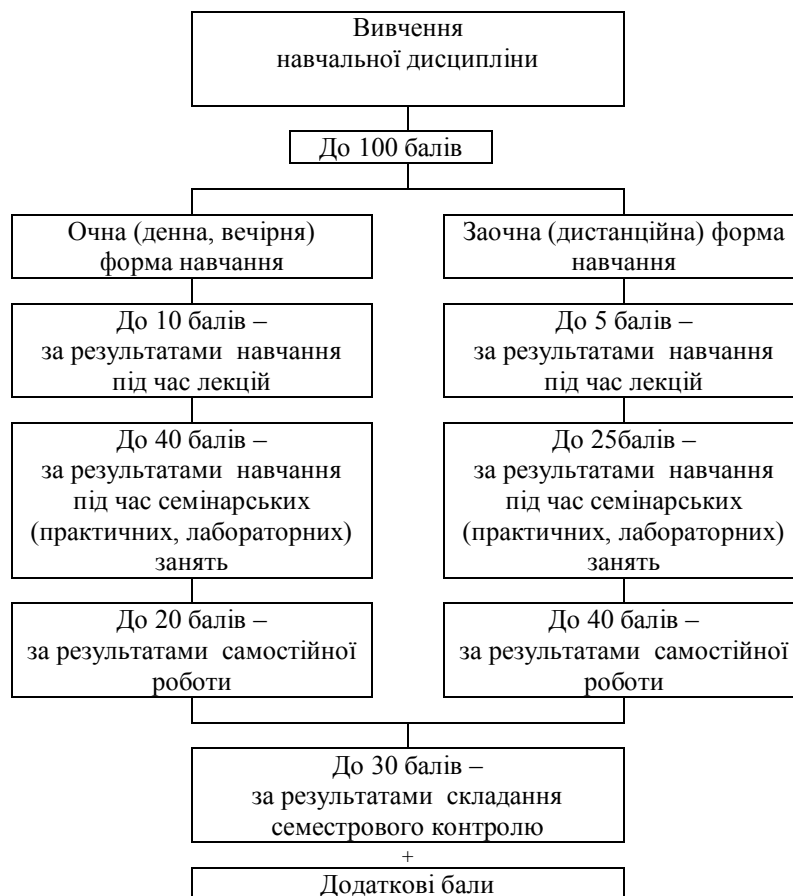 Вивчення
навчальної дисципліни
До 100 балів
Очна (денна, вечірня)
форма навчання
До 10 балів –
за результатами навчання
під час лекцій
До 40 балів –
за результатами навчання
під час семінарських
(практичних, лабораторних)
занять
До 20 балів –
за результатами самостійної
роботи
Заочна (дистанційна) форма
навчання
До 5 балів –
за результатами навчання
під час лекцій
До 25балів –
за результатами навчання
під час семінарських
(практичних, лабораторних)
занять
До 40 балів –
за результатами самостійної
роботи
До 30 балів –
за результатами складання
семестрового контролю
+
Додаткові бали